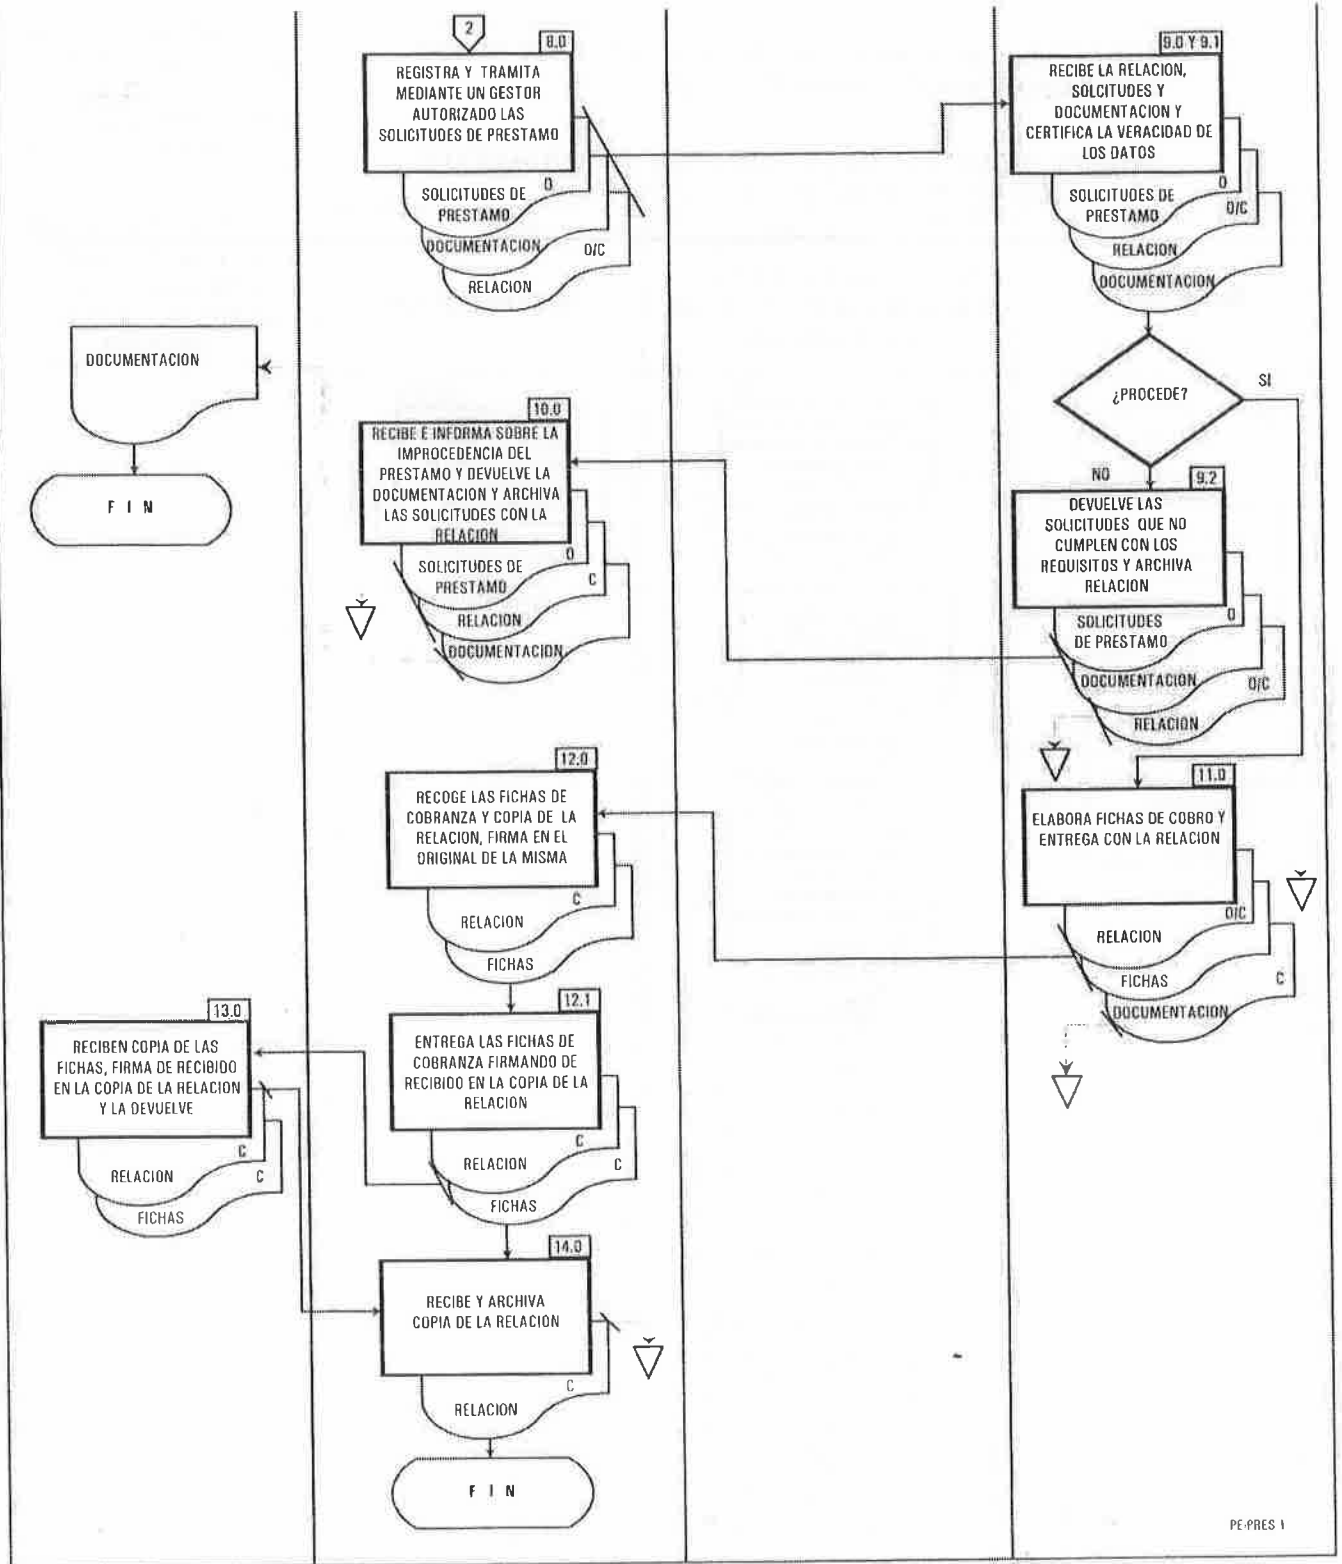 2
8.0
REGISTRA Y TRAMITA
MEDIANTE UN GESTOR
AUTORIZADO LAS
SOLICITUDES DE PRESTAMO
O
SOLICITUDES DE
PRESTAMO
DOCUMENTACION
O/C
RELACION
9.0 Y 9.1
RECIBE LA RELACION,
SOLCITUDES Y
DOCUMENTACION Y
CERTIFICA LA VERACIDAD DE
LOS DATOS
O
SOLICITUDES DE
PRESTAMO
O/C
RELACION
DOCUMENTACION
¿PROCEDE?
SI
NO
DOCUMENTACION
F I N
10.0
RECIBE E INFORMA SOBRE LA
IMPROCEDENCIA DEL
PRESTAMO Y DEVUELVE LA
DOCUMENTACION Y ARCHIVA
LAS SOLICITUDES CON LA
RELACION
O
SOLICITUDES DE
PRESTAMO
C
RELACION
DOCUMENTACION
9.2
DEVUELVE LAS
SOLICITUDES QUE NO
CUMPLEN CON LOS
REQUISITOS Y ARCHIVA
RELACION
O
SOLICITUDES
DE PRESTAMO
DOCUMENTACION
O/C
RELACION
12.0
RECOGE LAS FICHAS DE
COBRANZA Y COPIA DE LA
RELACION, FIRMA EN EL
ORIGINAL DE LA MISMA
C
RELACION
FICHAS
11.0
ELABORA FICHAS DE COBRO Y
ENTREGA CON LA RELACION
O/C
RELACION
FICHAS
C
DOCUMENTACION
13.0
RECIBEN COPIA DE LAS
FICHAS, FIRMA DE RECIBIDO
EN LA COPIA DE LA RELACION
Y LA DEVUELVE
C
RELACION
C
FICHAS
12.1
ENTREGA LAS FICHAS DE
COBRANZA FIRMANDO DE
RECIBIDO EN LA COPIA DE LA
RELACION
C
RELACION
C
FICHAS
14.0
RECIBE Y ARCHIVA
COPIA DE LA RELACION
C
RELACION
F I N
PE-PRES 1